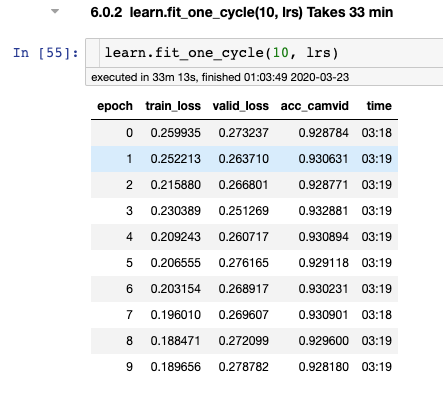 6.0.2 learn.fit_one_cycle(10, lrs) Takes 33 min
In [55]: learn.fit_one_cycle(10, lrs)
executed in 33m 13s, finished 01:03:49 2020-03-23
epoch train_loss valid_loss acc_camvid time
0 0.259935 0.273237 0.928784 03:18
1 0.252213 0.263710 0.930631 03:19
2 0.215880 0.266801 0.928771 03:19
3 0.230389 0.251269 0.932881 03:19
4 0.209243 0.260717 0.930894 03:19
5 0.206555 0.276165 0.929118 03:19
6 0.203154 0.268917 0.930231 03:19
7 0.196010 0.269607 0.930901 03:18
8 0.188471 0.272099 0.929600 03:19
9 0.189656 0.278782 0.928180 03:19